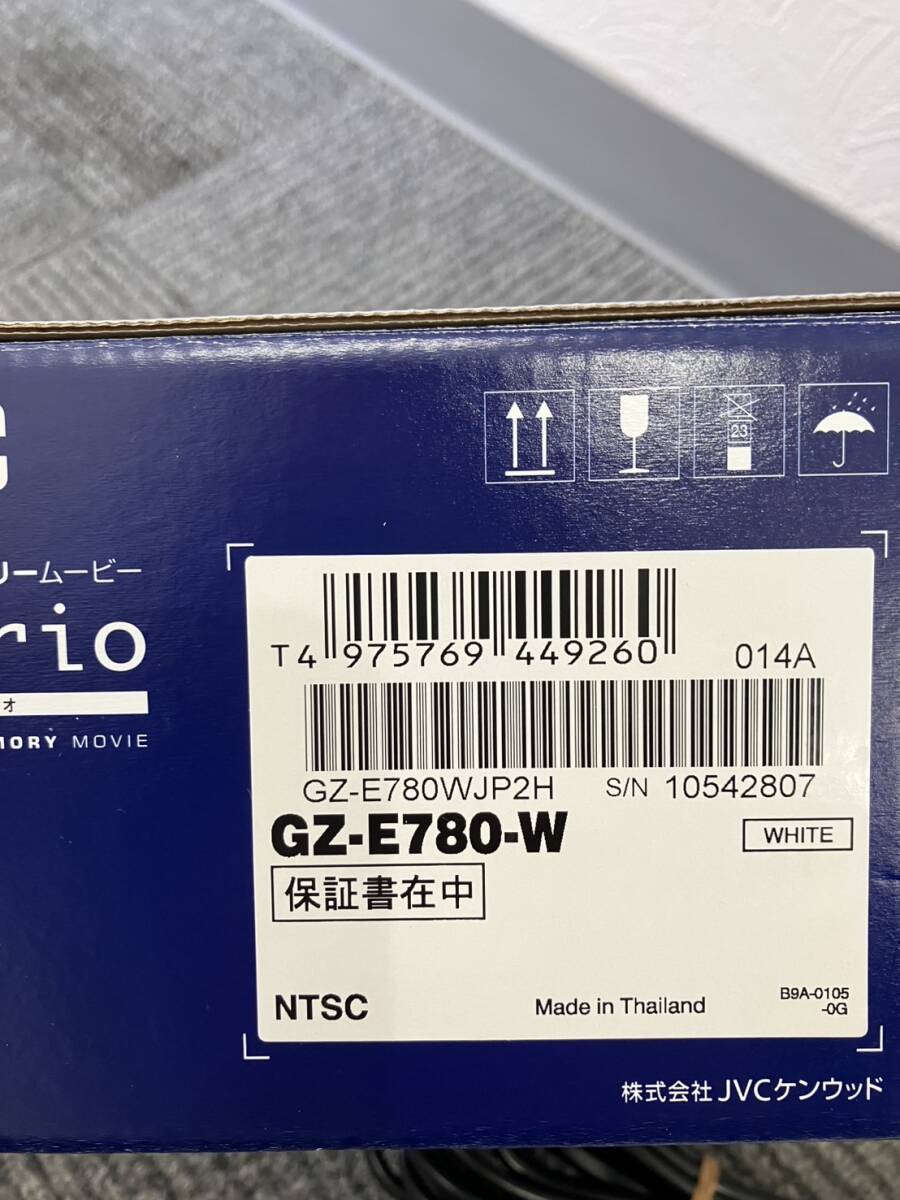 23
C
リームービー
rio
オ
MORY MOVIE
T4 975769 449260 014A
GZ-E780WJP2H S/N 10542807
GZ-E780-W WHITE
保証書在中
NTSC Made in Thailand B9A-0105
-0G
株式会社 JVCケンウッド